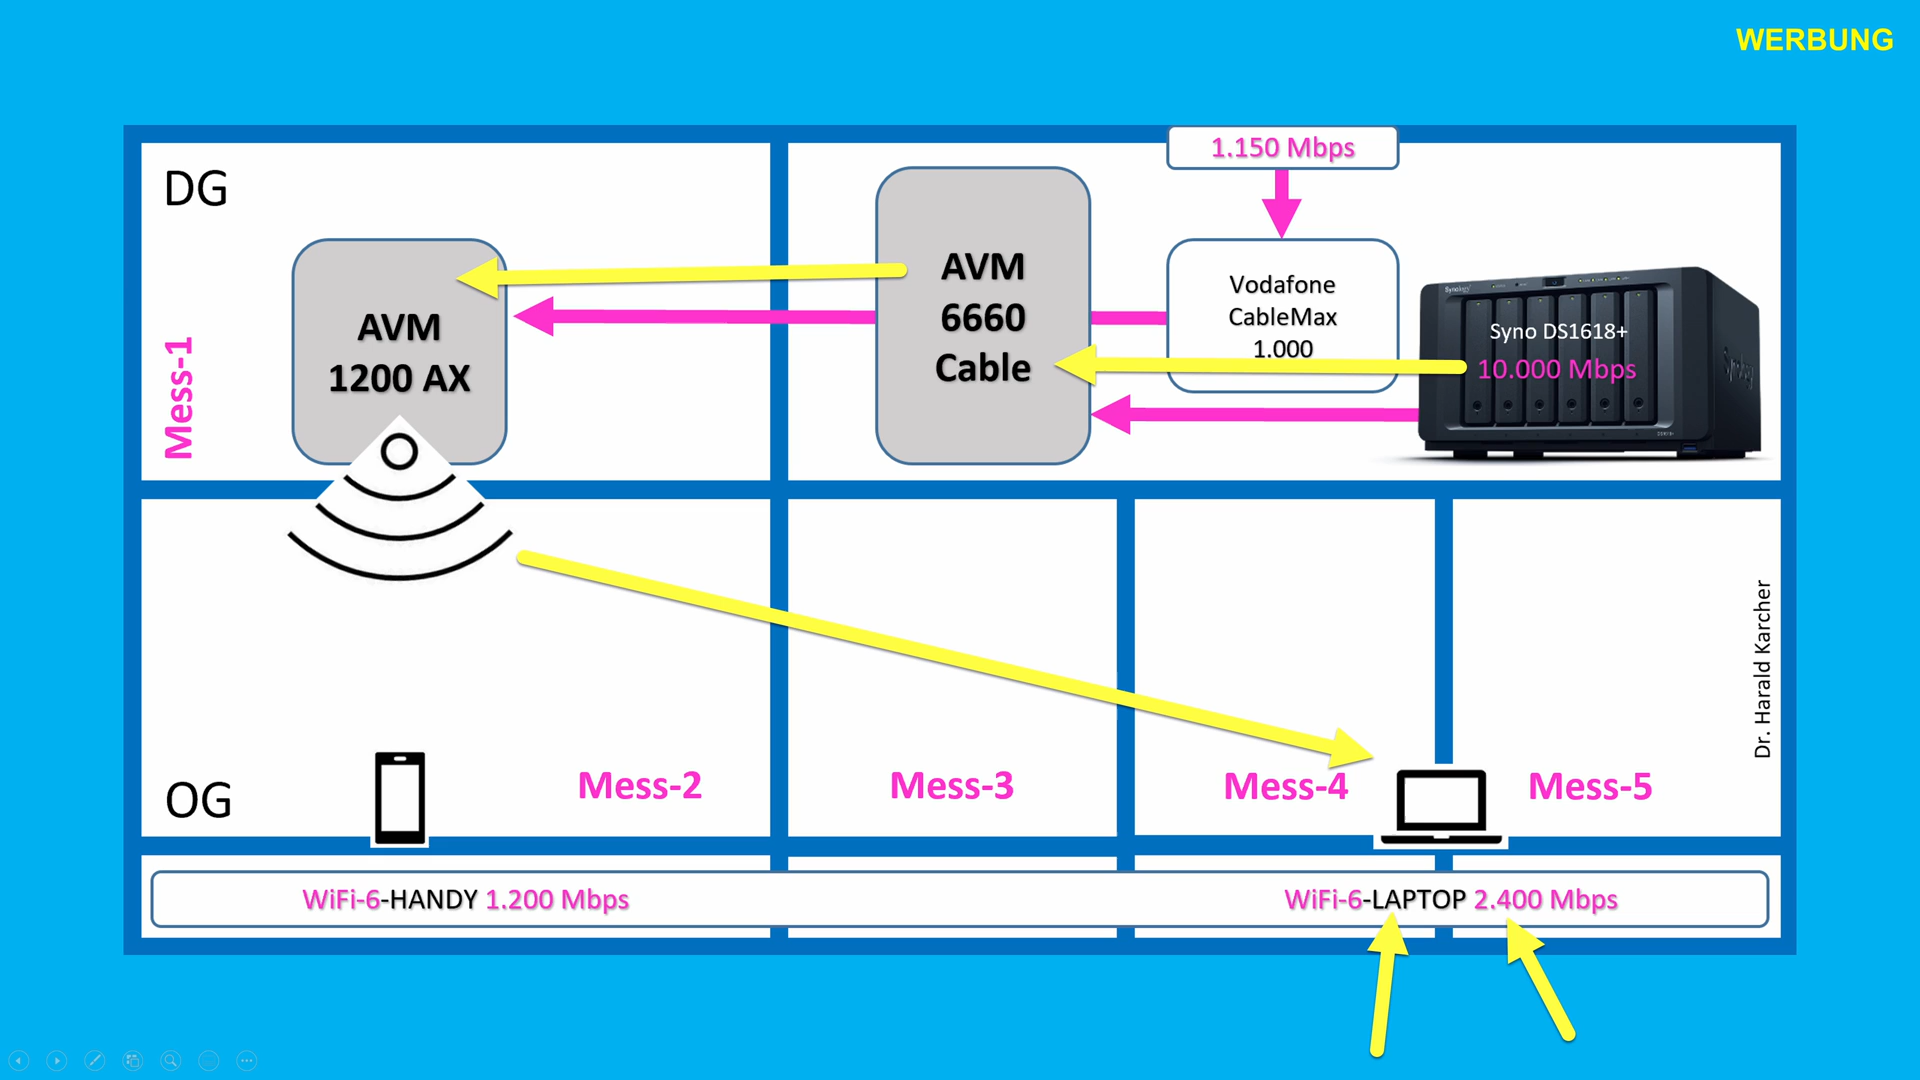 WERBUNG
1.150 Mbps
DG
AVM
1200 AX
AVM
6660
Cable
Vodafone
CableMax
1.000
Synology
Syno DS1618+
10.000 Mbps
Synology
Mess-1
Dr. Harald Karcher
OG
Mess-2
Mess-3
Mess-4
Mess-5
WiFi-6-HANDY 1.200 Mbps
WiFi-6-LAPTOP 2.400 Mbps